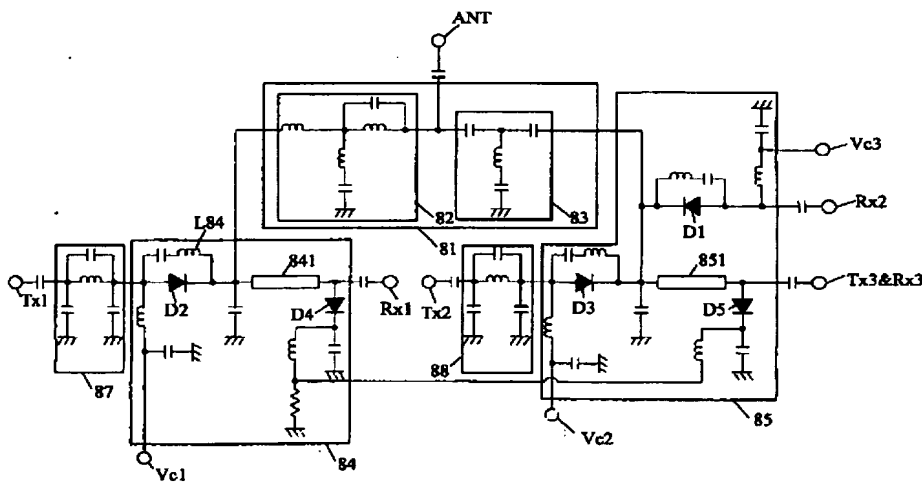 ANT
Vc3
82
83
D1
Rx2
L84
81
841
851
Tx1
D2
D4
Rx1
Tx2
D3
D5
Tx3&Rx3
87
88
85
Vc1
84
Vc2